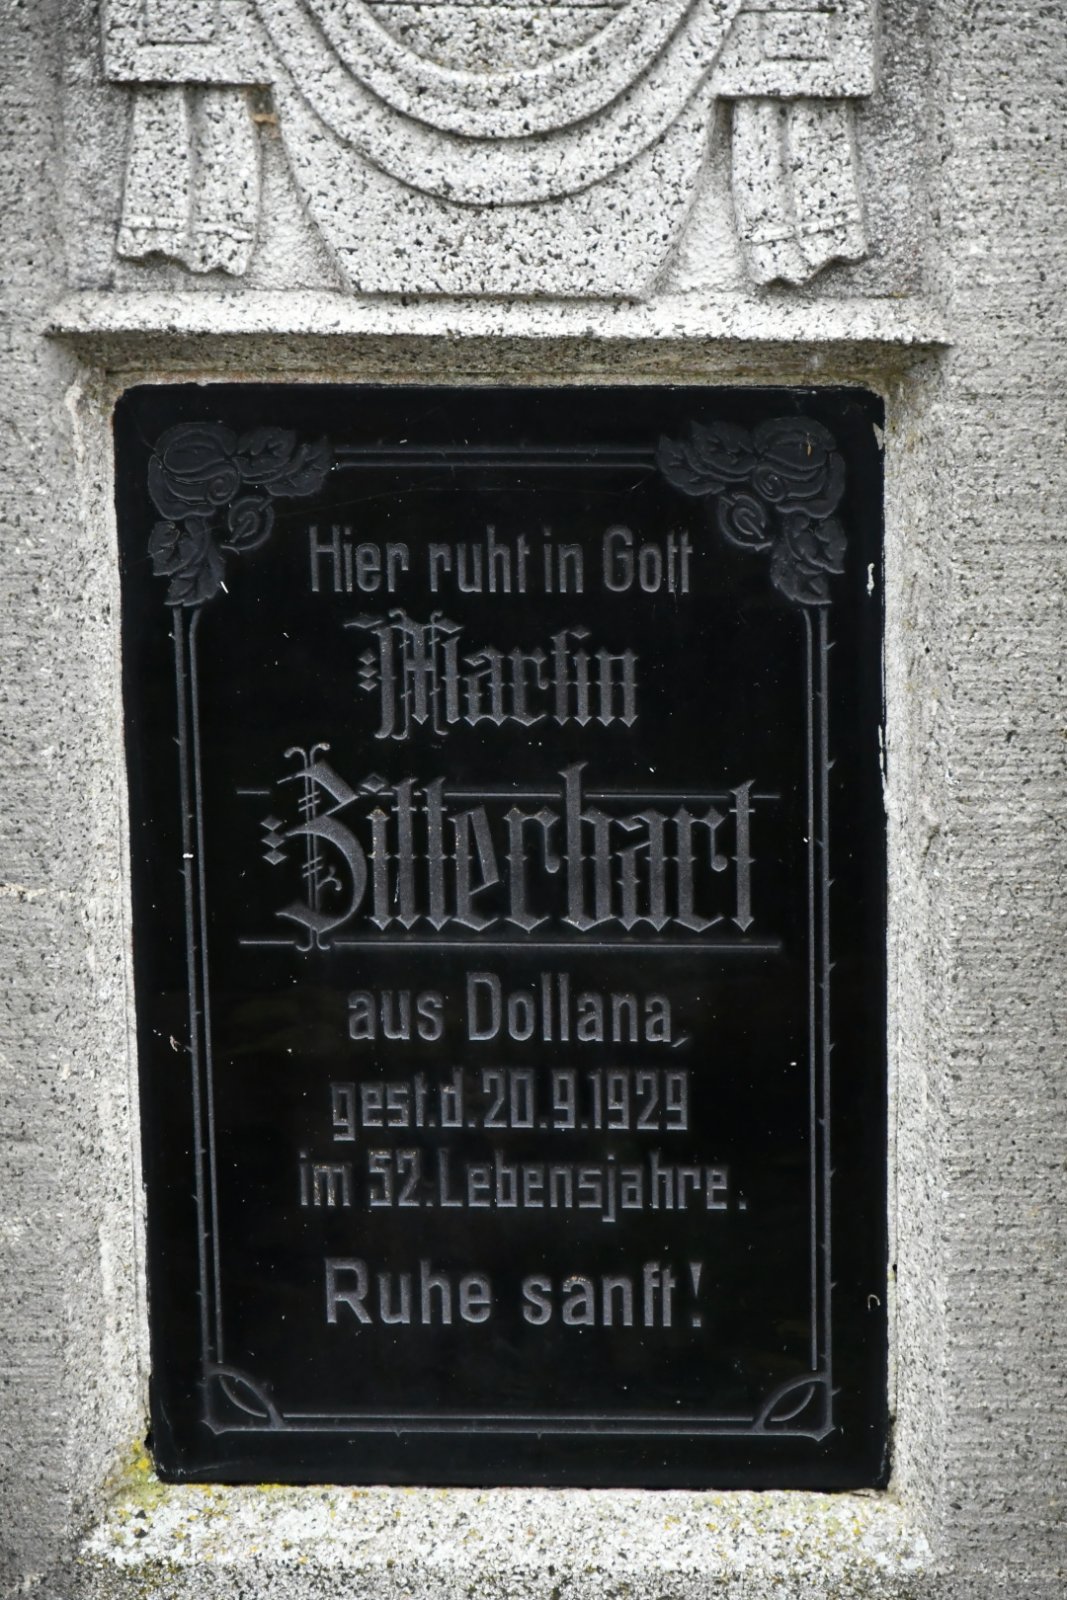 Hier ruht in Gott
Martin
Zitterbart
aus Dollana,
gest. d. 20.9.1929
im 52. Lebensjahre.
Ruhe sanft!